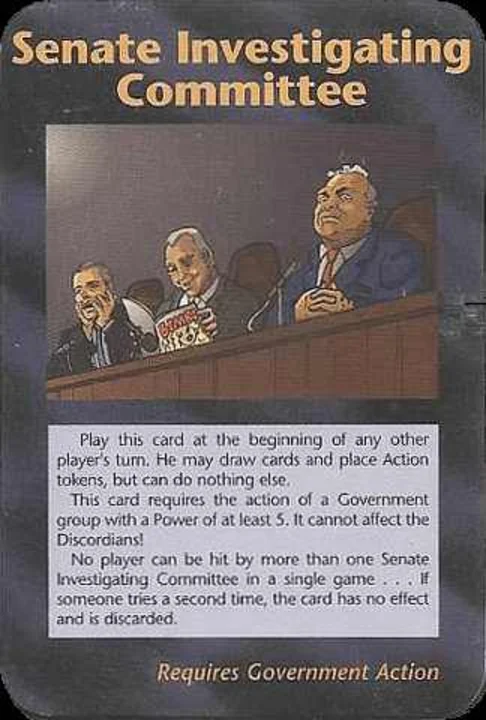 Senate Investigating
Committee
Play this card at the beginning of any other
player's turn. He may draw cards and place Action
tokens, but can do nothing else.
This card requires the action of a Government
group with a Power of at least 5. It cannot affect the
Discordians!
No player can be hit by more than one Senate
Investigating Committee in a single game . . . If
someone tries a second time, the card has no effect
and is discarded.
Requires Government Action